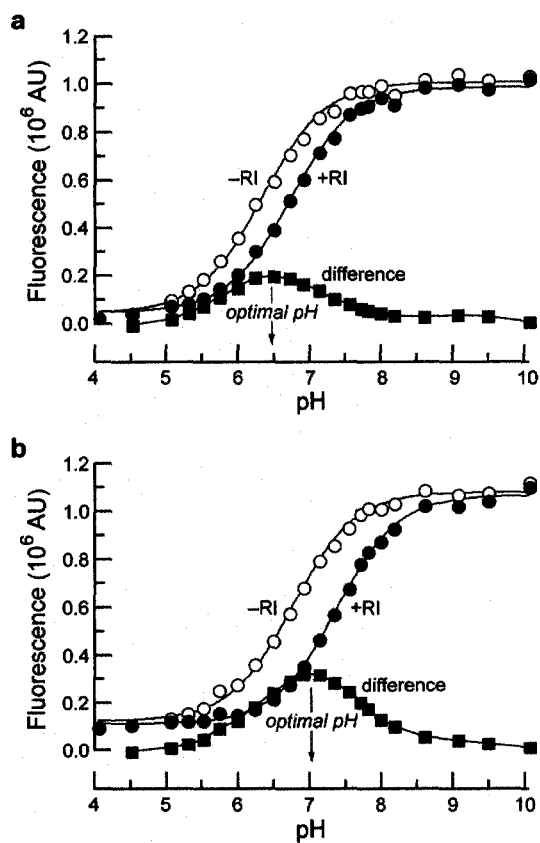 a
Fluorescence (10⁶ AU)
1.2
1.0
0.8
0.6
0.4
0.2
0.0
–RI
+RI
difference
optimal pH
4
5
6
7
8
9
10
pH
b
Fluorescence (10⁶ AU)
1.2
1.0
0.8
0.6
0.4
0.2
0.0
–RI
+RI
difference
optimal pH
4
5
6
7
8
9
10
pH